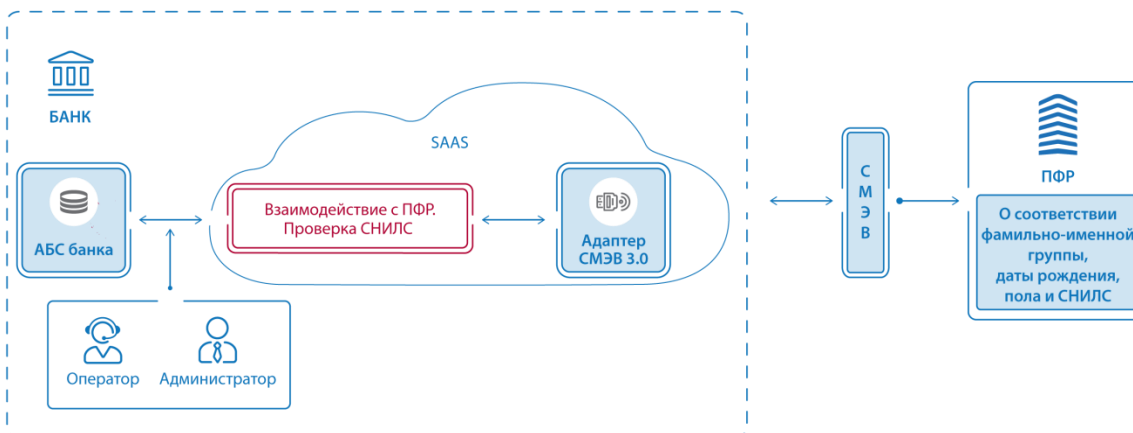 БАНК
SAAS
АБС банка
Взаимодействие с ПФР.
Проверка СНИЛС
Адаптер
СМЭВ 3.0
Оператор
Администратор
С
М
Э
В
ПФР
О соответствии
фамильно-именной
группы,
даты рождения,
пола и СНИЛС